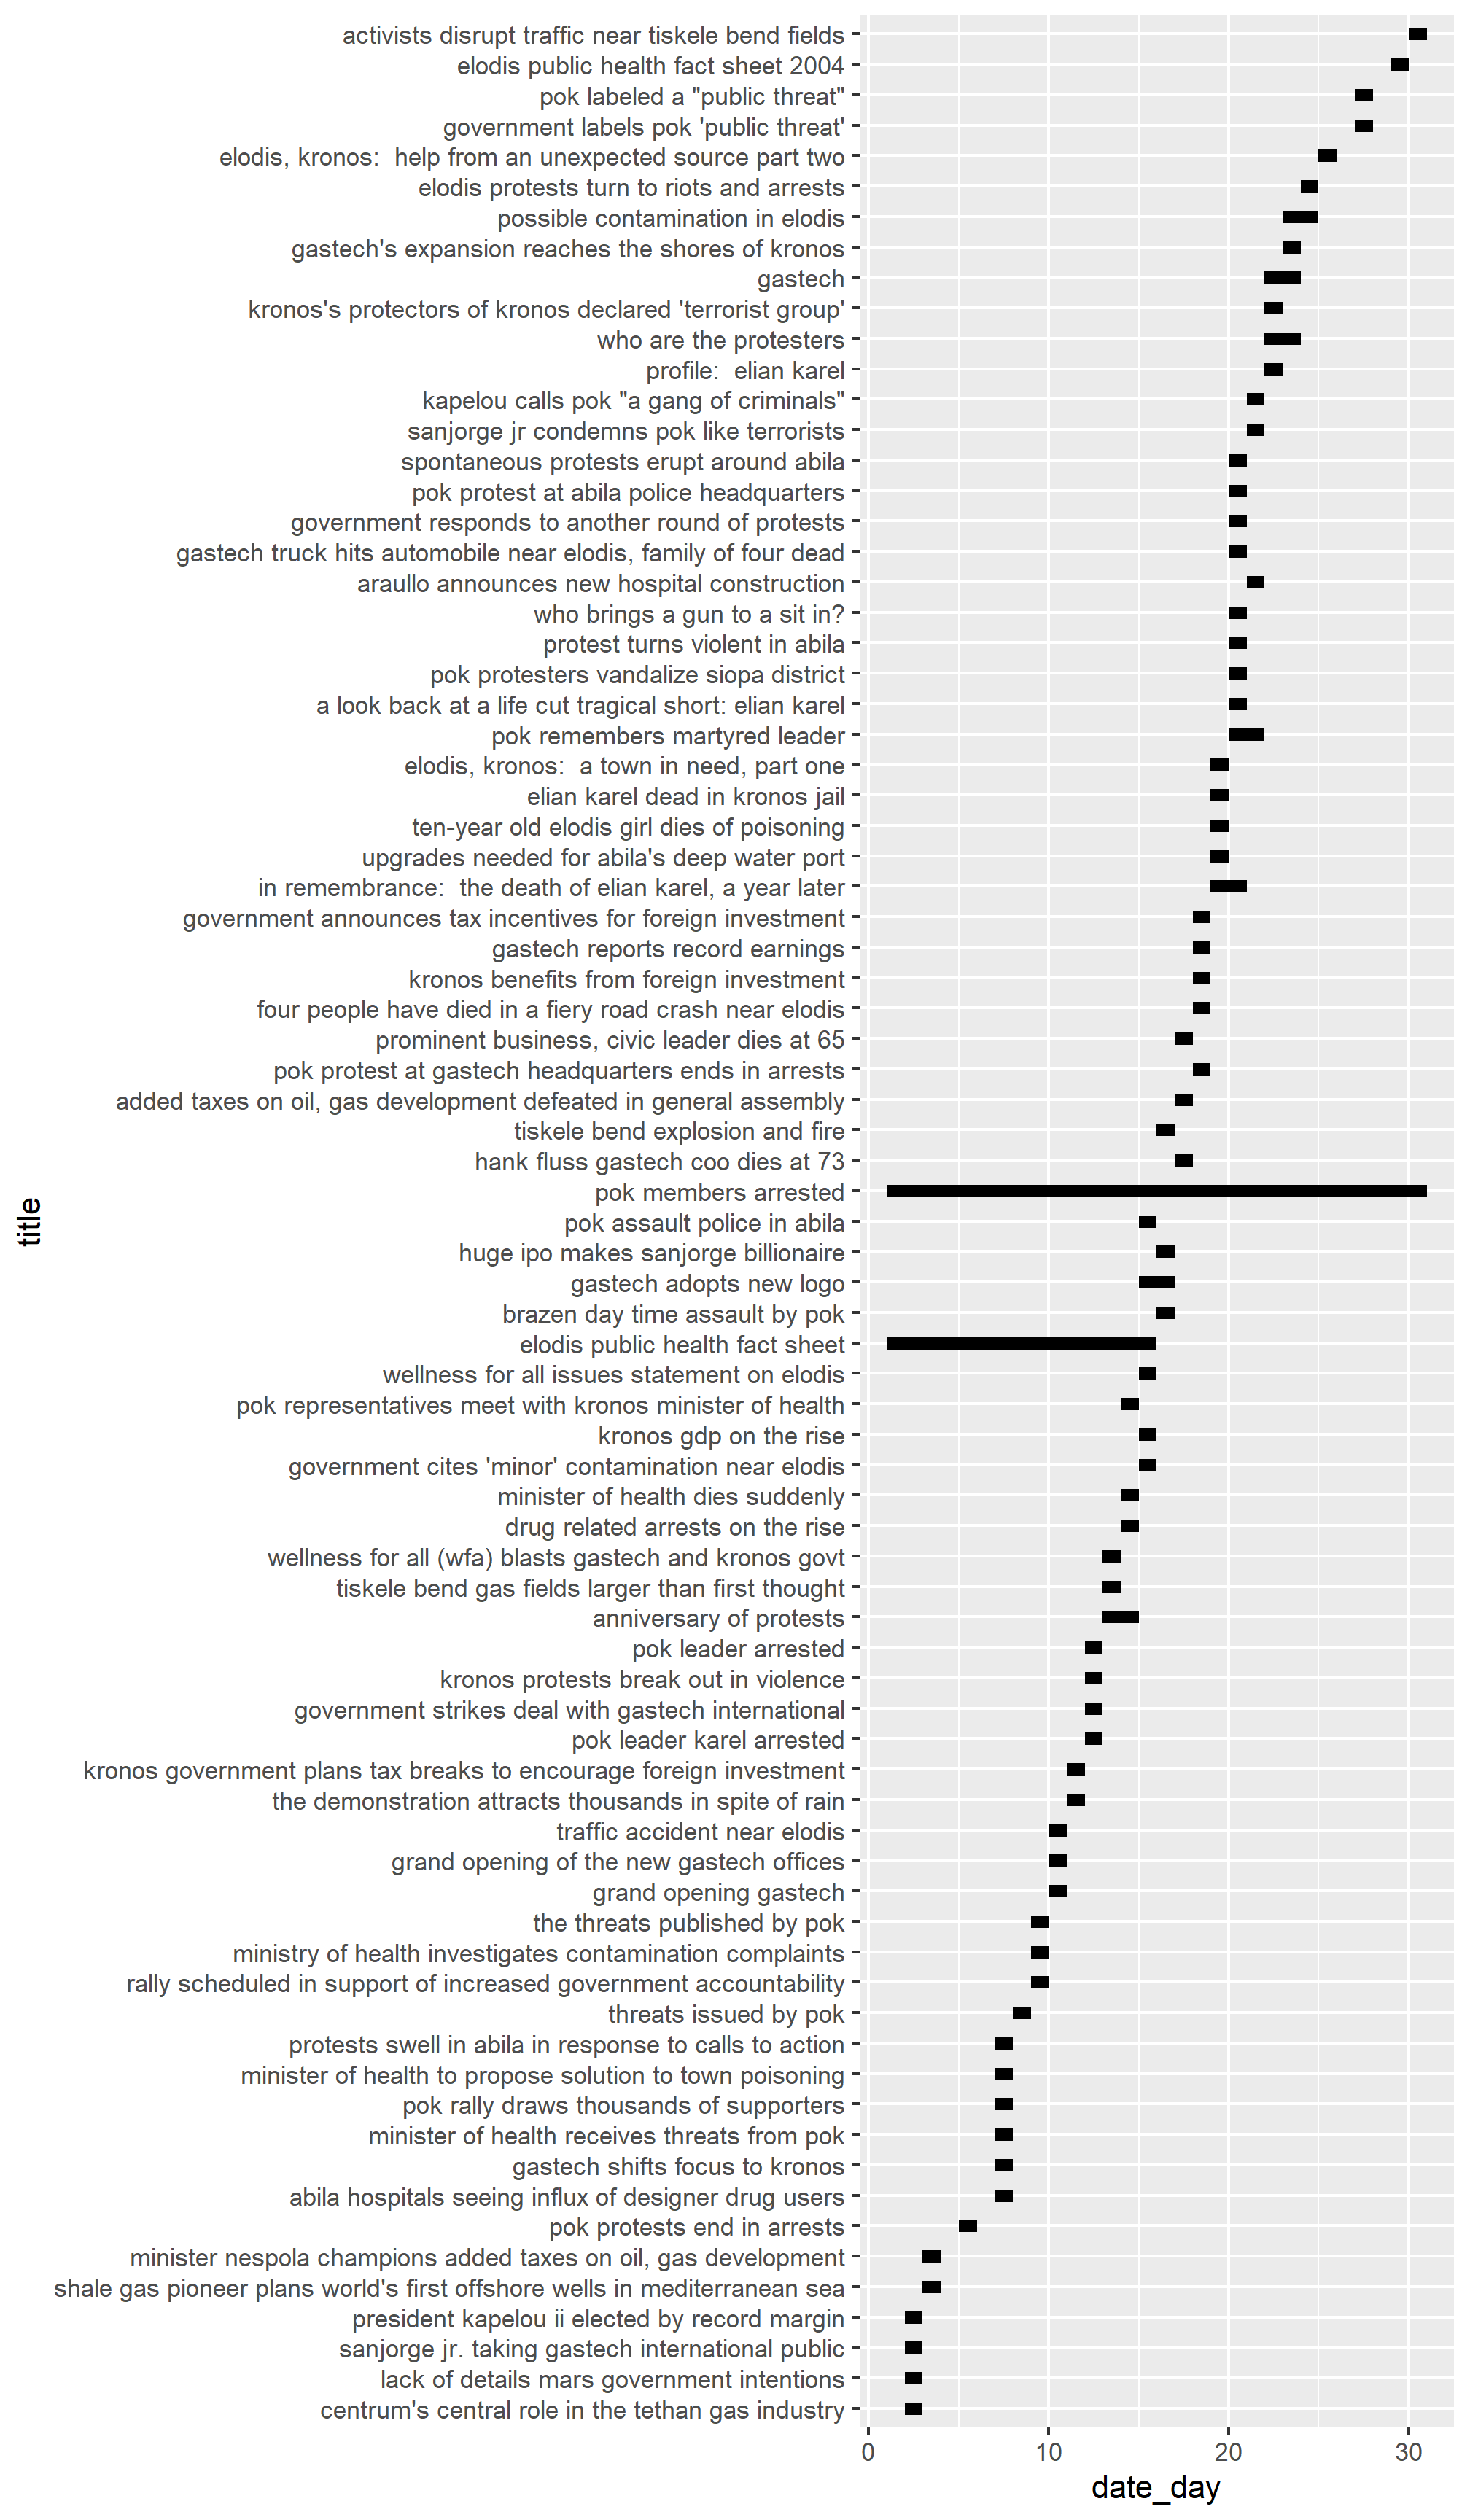 activists disrupt traffic near tiskele bend fields
elodis public health fact sheet 2004
pok labeled a "public threat"
government labels pok 'public threat'
elodis, kronos:  help from an unexpected source part two
elodis protests turn to riots and arrests
possible contamination in elodis
gastech's expansion reaches the shores of kronos
gastech
kronos's protectors of kronos declared 'terrorist group'
who are the protesters
profile:  elian karel
kapelou calls pok "a gang of criminals"
sanjorge jr condemns pok like terrorists
spontaneous protests erupt around abila
pok protest at abila police headquarters
government responds to another round of protests
gastech truck hits automobile near elodis, family of four dead
araullo announces new hospital construction
who brings a gun to a sit in?
protest turns violent in abila
pok protesters vandalize siopa district
a look back at a life cut tragical short: elian karel
pok remembers martyred leader
elodis, kronos:  a town in need, part one
elian karel dead in kronos jail
ten-year old elodis girl dies of poisoning
upgrades needed for abila's deep water port
in remembrance:  the death of elian karel, a year later
government announces tax incentives for foreign investment
gastech reports record earnings
kronos benefits from foreign investment
four people have died in a fiery road crash near elodis
prominent business, civic leader dies at 65
pok protest at gastech headquarters ends in arrests
added taxes on oil, gas development defeated in general assembly
tiskele bend explosion and fire
hank fluss gastech coo dies at 73
pok members arrested
pok assault police in abila
huge ipo makes sanjorge billionaire
gastech adopts new logo
brazen day time assault by pok
elodis public health fact sheet
wellness for all issues statement on elodis
pok representatives meet with kronos minister of health
kronos gdp on the rise
government cites 'minor' contamination near elodis
minister of health dies suddenly
drug related arrests on the rise
wellness for all (wfa) blasts gastech and kronos govt
tiskele bend gas fields larger than first thought
anniversary of protests
pok leader arrested
kronos protests break out in violence
government strikes deal with gastech international
pok leader karel arrested
kronos government plans tax breaks to encourage foreign investment
the demonstration attracts thousands in spite of rain
traffic accident near elodis
grand opening of the new gastech offices
grand opening gastech
the threats published by pok
ministry of health investigates contamination complaints
rally scheduled in support of increased government accountability
threats issued by pok
protests swell in abila in response to calls to action
minister of health to propose solution to town poisoning
pok rally draws thousands of supporters
minister of health receives threats from pok
gastech shifts focus to kronos
abila hospitals seeing influx of designer drug users
pok protests end in arrests
minister nespola champions added taxes on oil, gas development
shale gas pioneer plans world's first offshore wells in mediterranean sea
president kapelou ii elected by record margin
sanjorge jr. taking gastech international public
lack of details mars government intentions
centrum's central role in the tethan gas industry
title
0 10 20 30
date_day